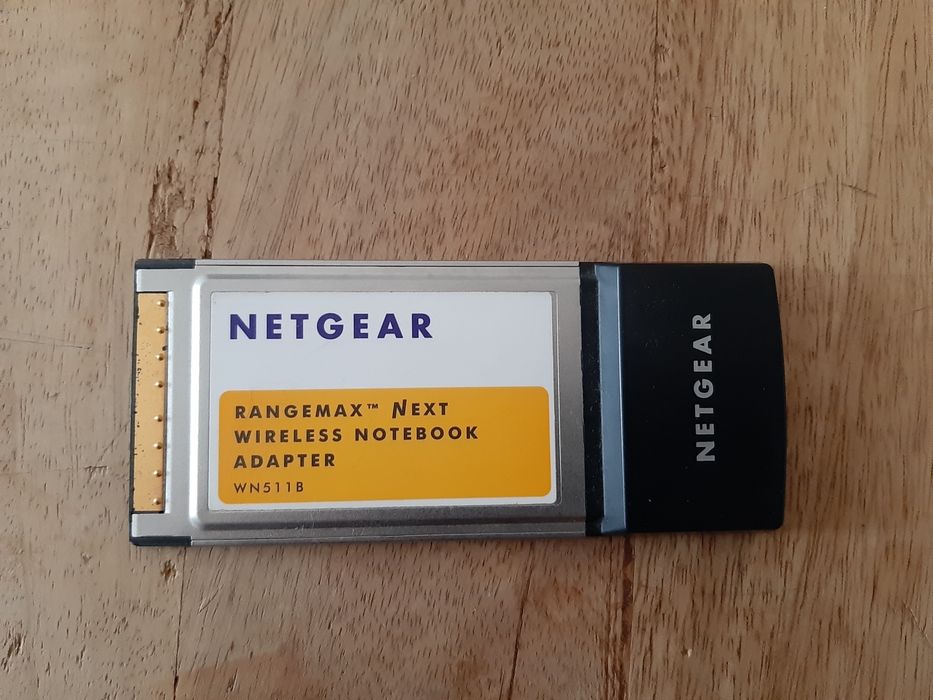 NETGEAR
RANGEMAX™ NEXT
WIRELESS NOTEBOOK
ADAPTER
WN511B
NETGEAR